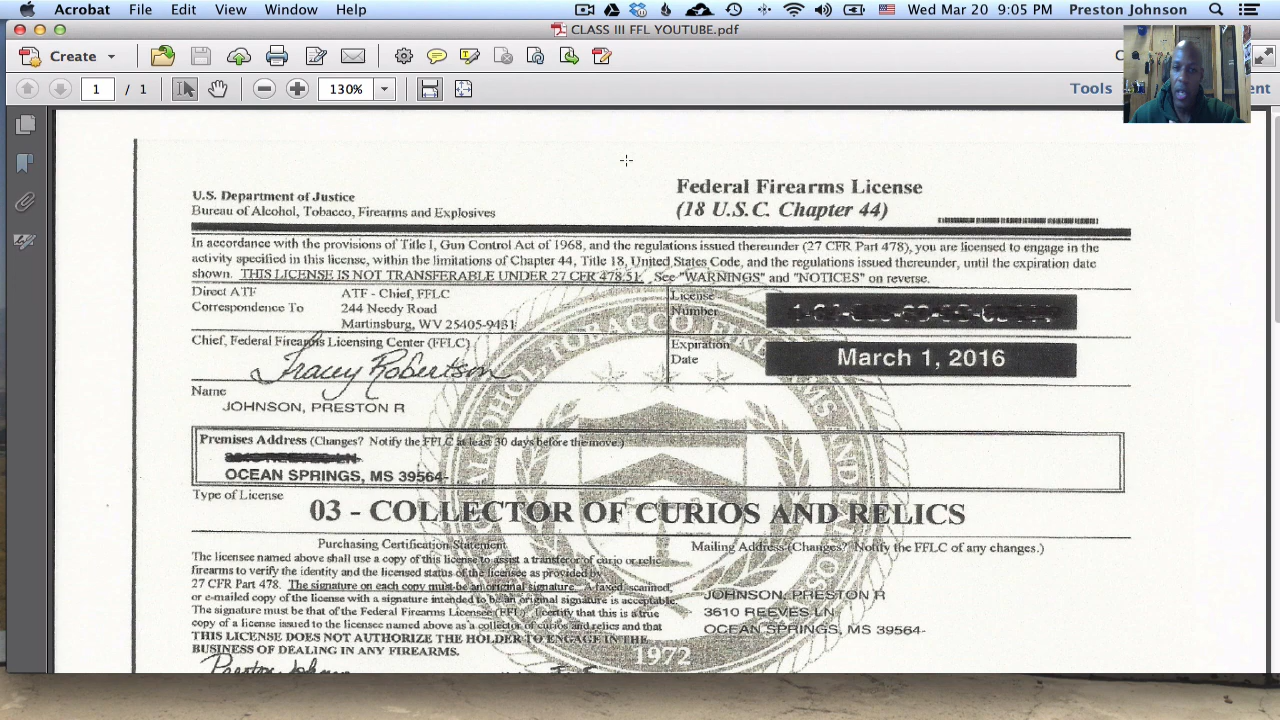 Acrobat File Edit View Window Help Wed Mar 20 9:05 PM Preston Johnson
CLASS III FFL YOUTUBE.pdf
Create
1 / 1 130% Tools
U.S. Department of Justice
Bureau of Alcohol, Tobacco, Firearms and Explosives
Federal Firearms License
(18 U.S.C. Chapter 44)
In accordance with the provisions of Title I, Gun Control Act of 1968, and the regulations issued thereunder (27 CFR Part 478), you are licensed to engage in the
activity specified in this license, within the limitations of Chapter 44, Title 18, United States Code, and the regulations issued thereunder, until the expiration date
shown. THIS LICENSE IS NOT TRANSFERABLE UNDER 27 CFR 478.51. See "WARNINGS" and "NOTICES" on reverse.
Direct ATF
Correspondence To
ATF - Chief, FFLC
244 Needy Road
Martinsburg, WV 25405-9431
License
Number
Chief, Federal Firearms Licensing Center (FFLC)
Tracey Robertson
Expiration
Date
March 1, 2016
Name
JOHNSON, PRESTON R
Premises Address (Changes? Notify the FFLC at least 30 days before the move.)
OCEAN SPRINGS, MS 39564-
Type of License
03 - COLLECTOR OF CURIOS AND RELICS
Purchasing Certification Statement
The licensee named above shall use a copy of this license to assist a transferor of curio or relic
firearms to verify the identity and the licensed status of the licensee as provided by
27 CFR Part 478. The signature on each copy must be an original signature. A faxed, scanned,
or e-mailed copy of the license with a signature intended to be an original signature is acceptable.
The signature must be that of the Federal Firearms Licensee (FFL). I certify that this is a true
copy of a license issued to the licensee named above as a collector of curios and relics and that
THIS LICENSE DOES NOT AUTHORIZE THE HOLDER TO ENGAGE IN THE
BUSINESS OF DEALING IN ANY FIREARMS.
Preston Johnson
Mailing Address (Changes? Notify the FFLC of any changes.)
JOHNSON, PRESTON R
3610 REEVES LN
OCEAN SPRINGS, MS 39564-
1972